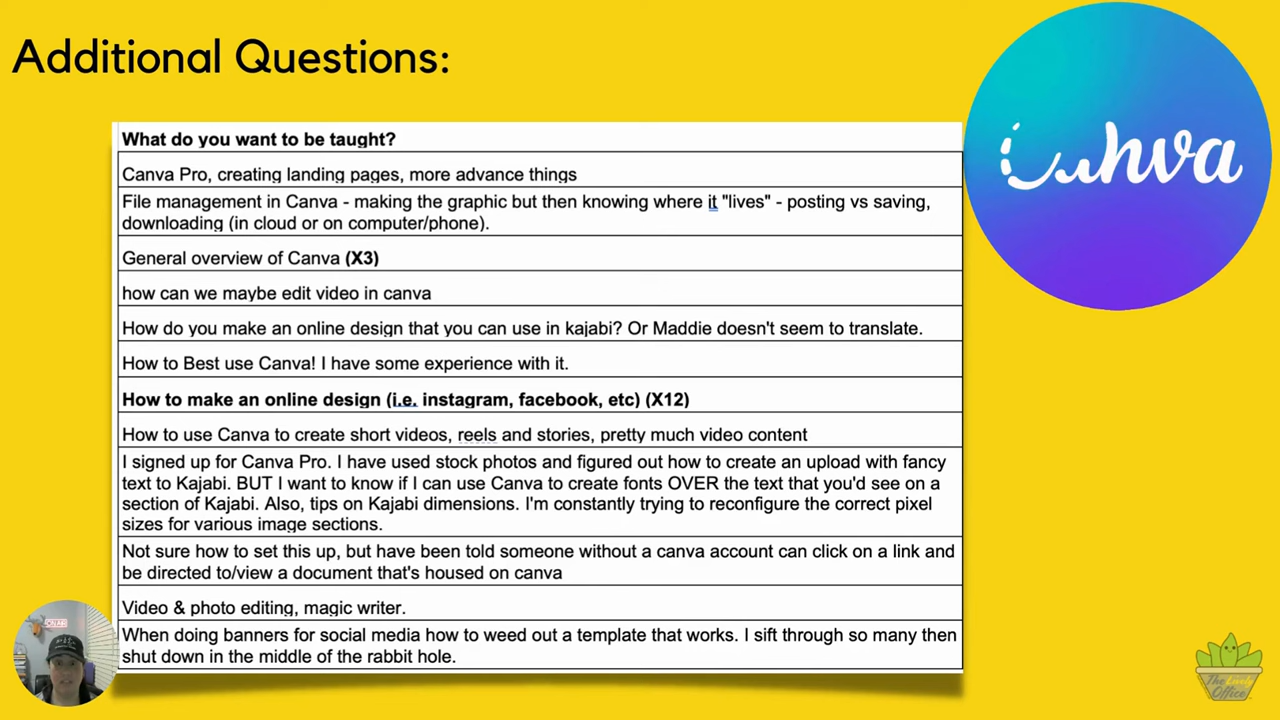 Additional Questions:
What do you want to be taught?
Canva Pro, creating landing pages, more advance things
File management in Canva - making the graphic but then knowing where it "lives" - posting vs saving,
downloading (in cloud or on computer/phone).
General overview of Canva (X3)
how can we maybe edit video in canva
How do you make an online design that you can use in kajabi? Or Maddie doesn't seem to translate.
How to Best use Canva! I have some experience with it.
How to make an online design (i.e. instagram, facebook, etc) (X12)
How to use Canva to create short videos, reels and stories, pretty much video content
I signed up for Canva Pro. I have used stock photos and figured out how to create an upload with fancy
text to Kajabi. BUT I want to know if I can use Canva to create fonts OVER the text that you'd see on a
section of Kajabi. Also, tips on Kajabi dimensions. I'm constantly trying to reconfigure the correct pixel
sizes for various image sections.
Not sure how to set this up, but have been told someone without a canva account can click on a link and
be directed to/view a document that's housed on canva
Video & photo editing, magic writer.
When doing banners for social media how to weed out a template that works. I sift through so many then
shut down in the middle of the rabbit hole.
The Lively
Office